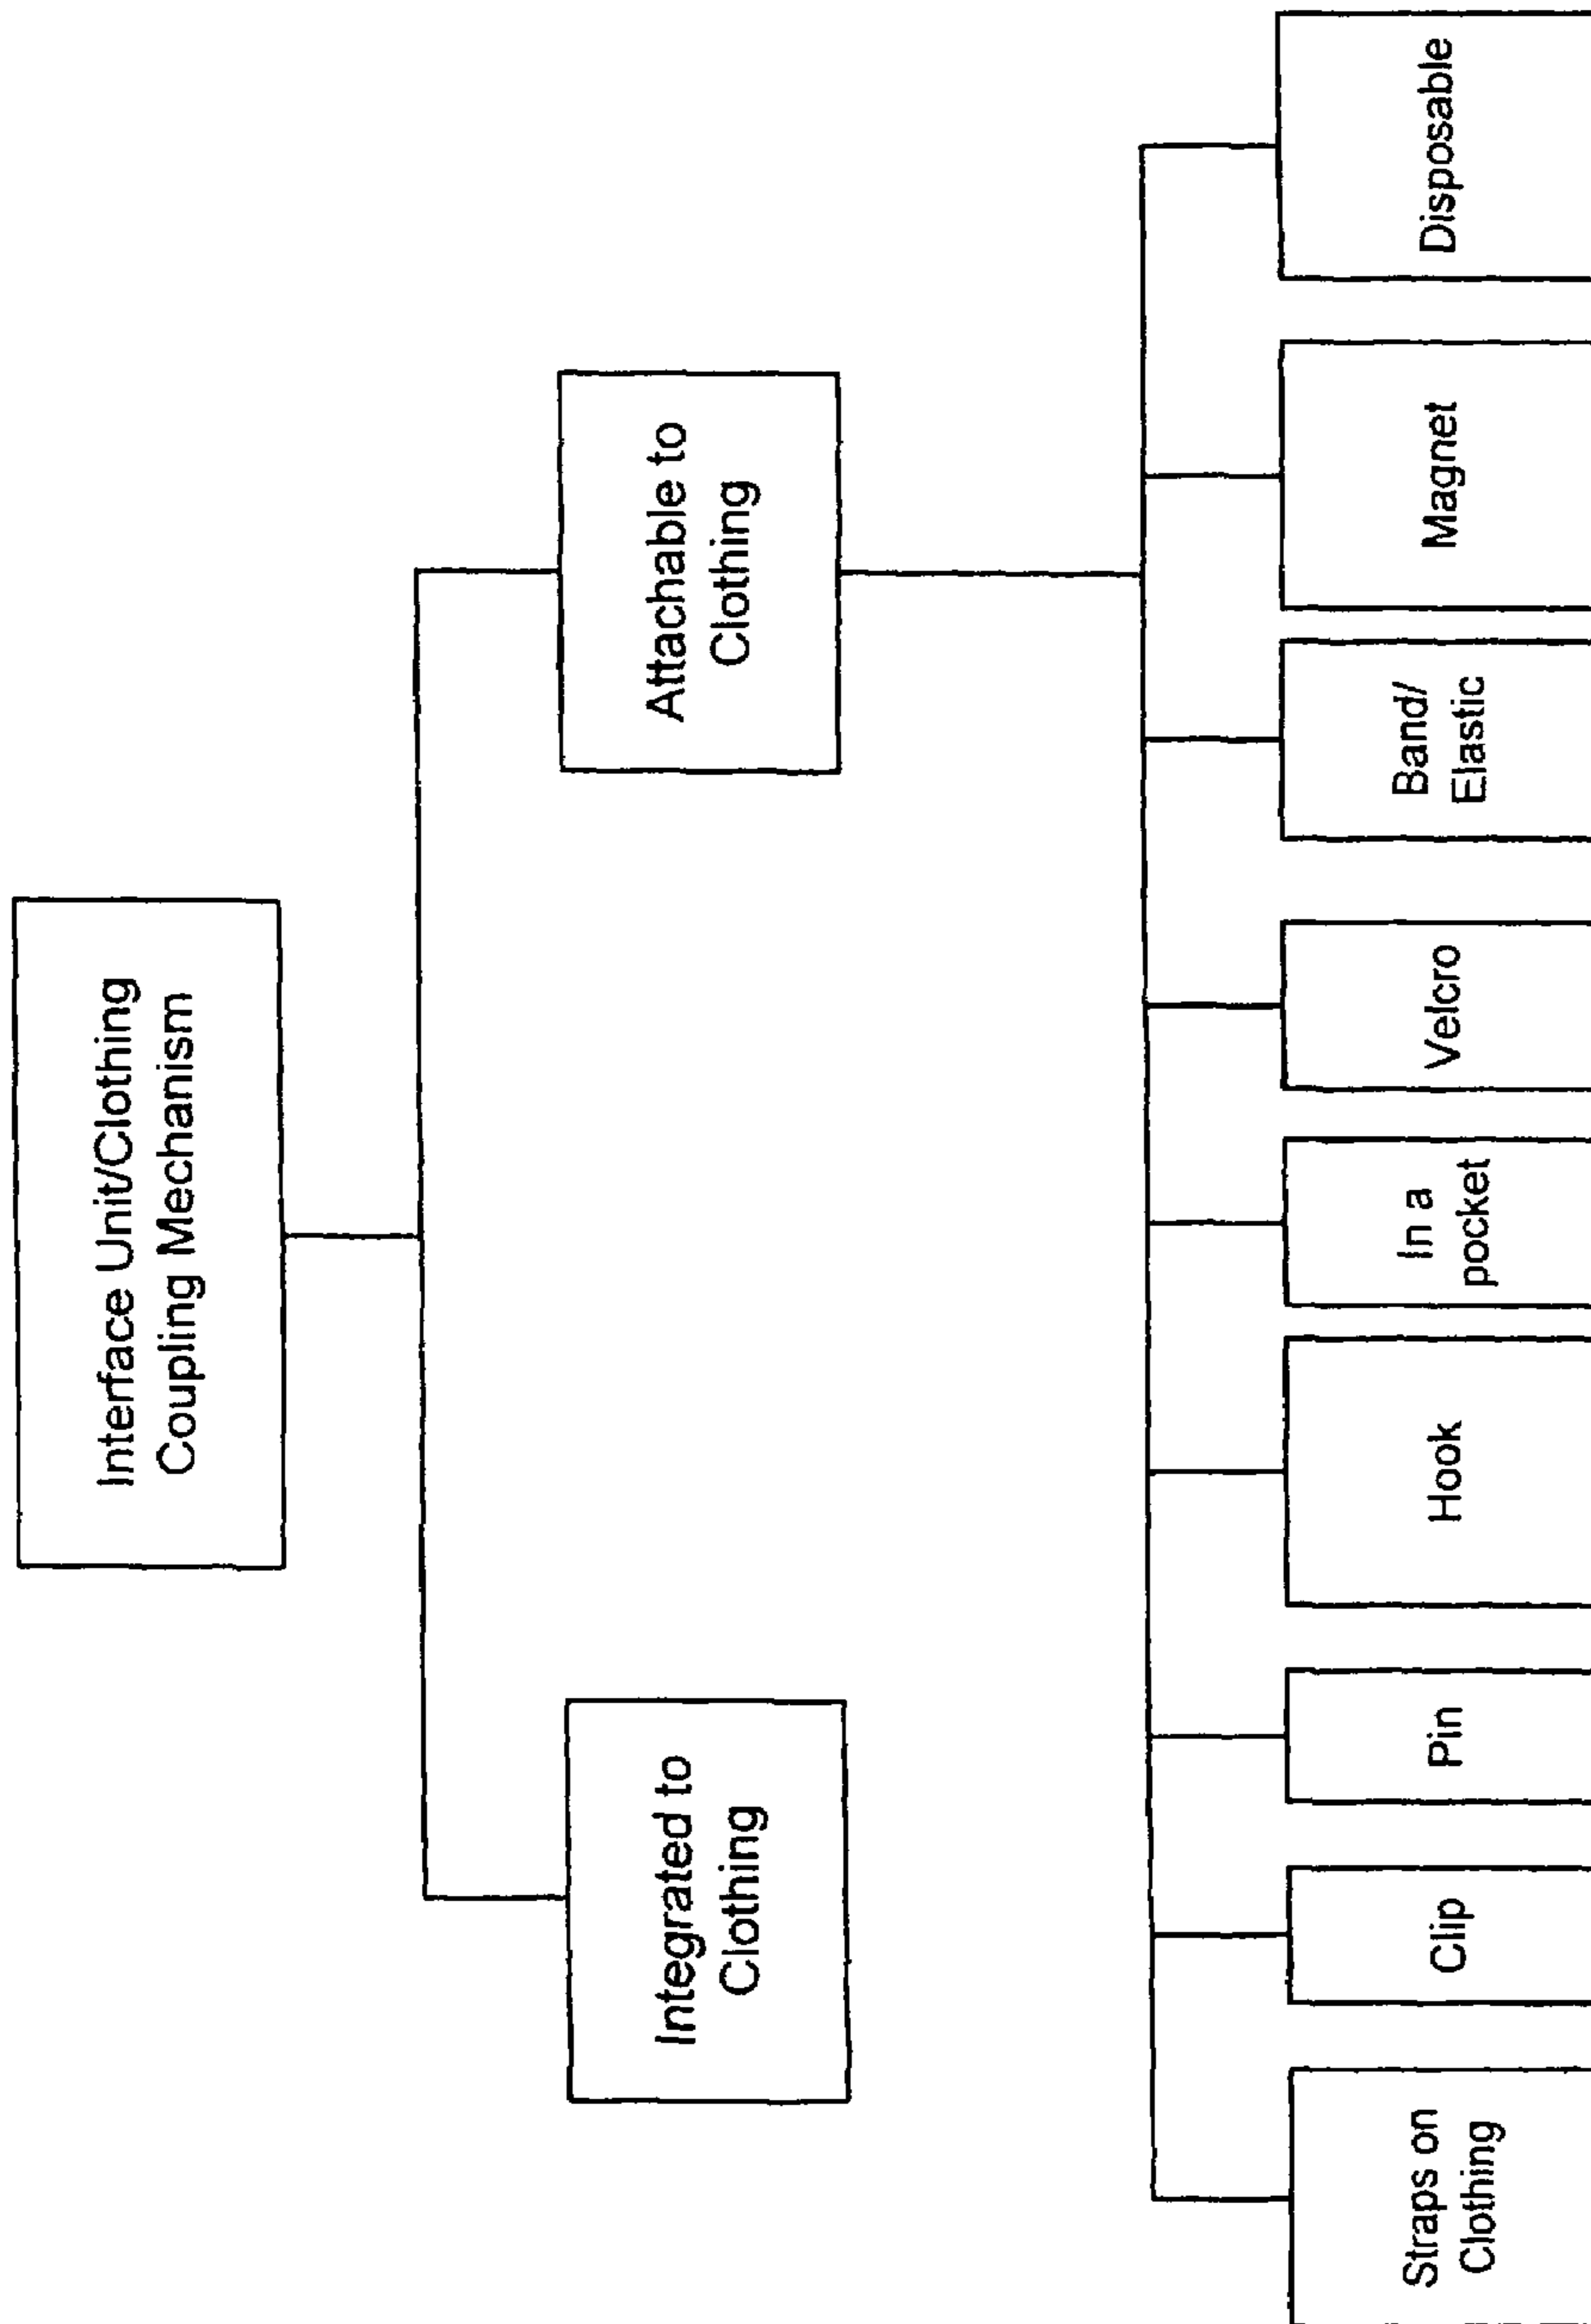 Interface Unit/Clothing
Coupling Mechanism
Integrated to
Clothing
Attachable to
Clothing
Straps on
Clothing
Clip
Pin
Hook
In a
pocket
Velcro
Band/
Elastic
Magnet
Disposable